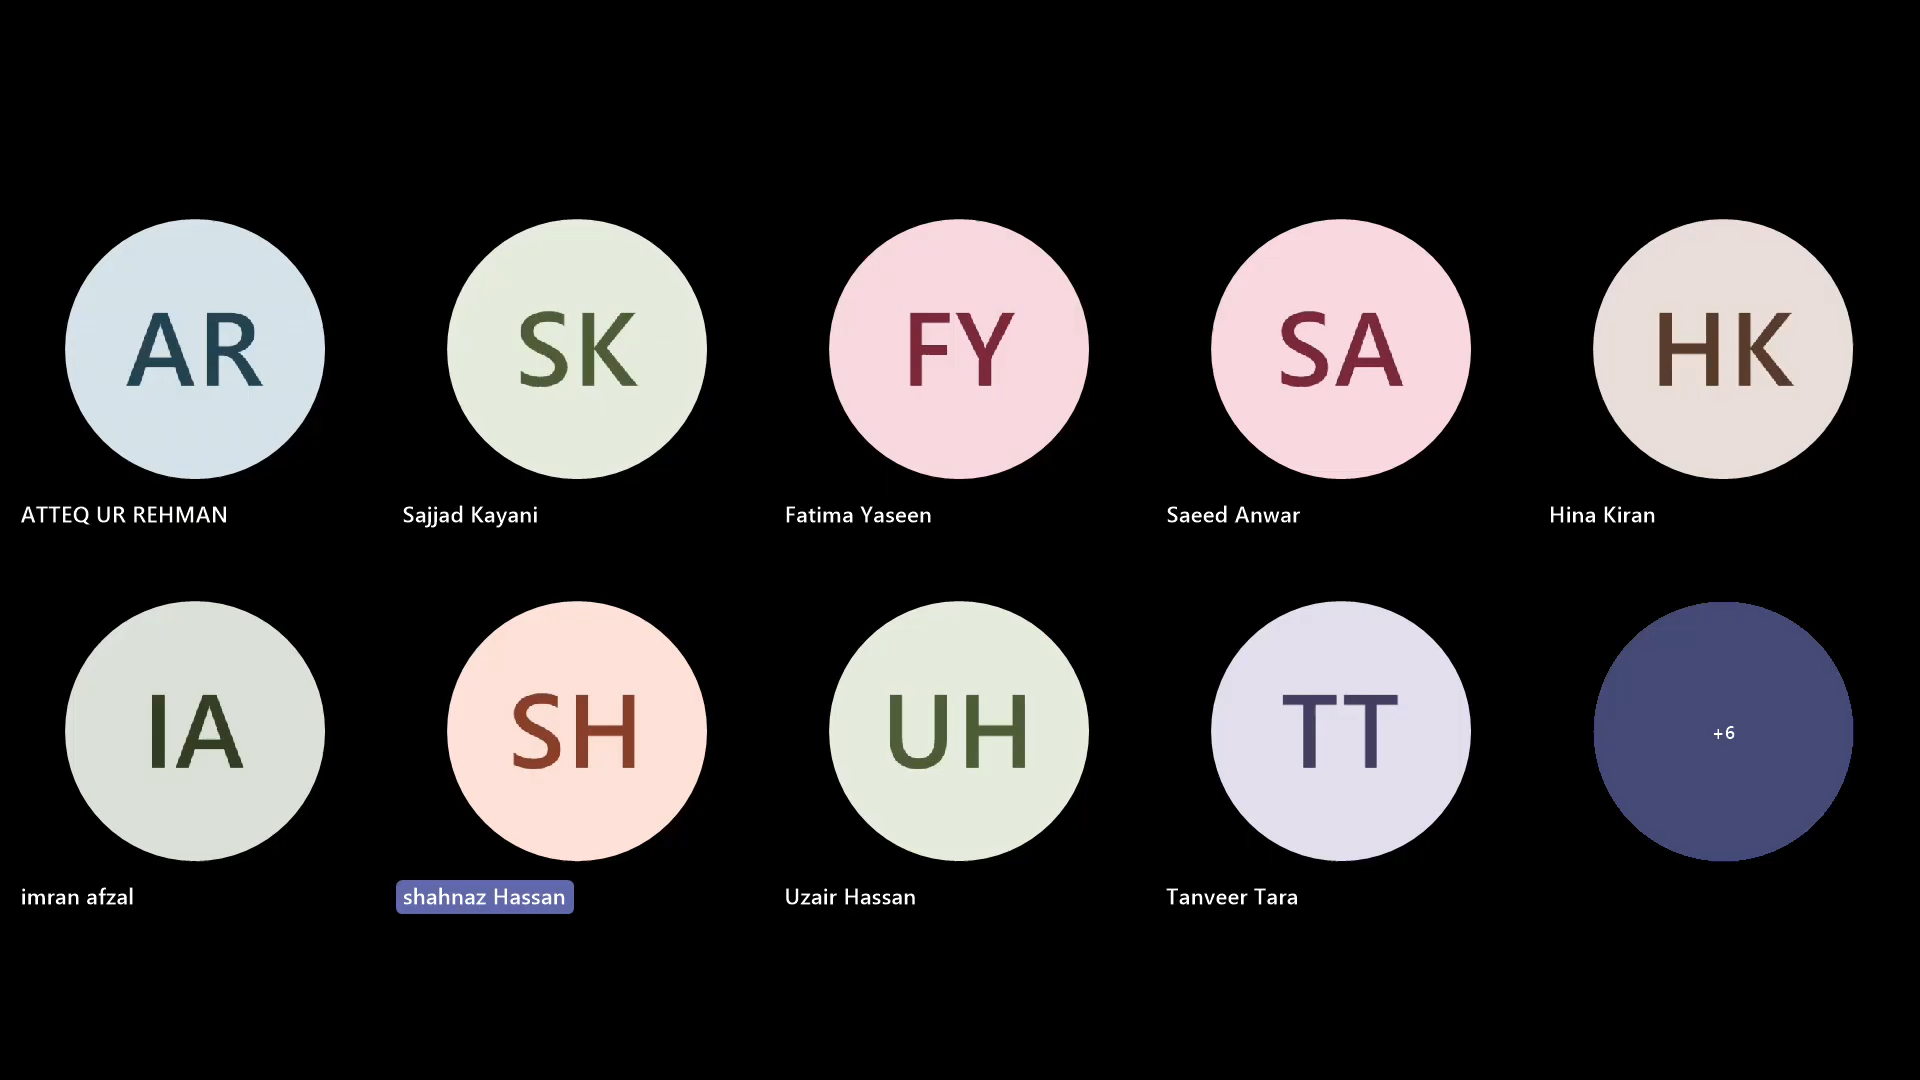 AR
SK
FY
SA
HK
ATTEQ UR REHMAN
Sajjad Kayani
Fatima Yaseen
Saeed Anwar
Hina Kiran
IA
SH
UH
TT
+6
imran afzal
shahnaz Hassan
Uzair Hassan
Tanveer Tara